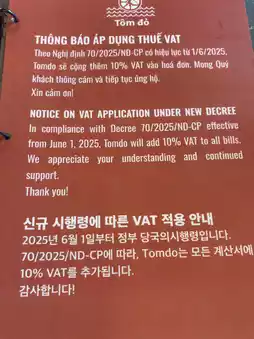 Tôm đỏ
THÔNG BÁO ÁP DỤNG THUẾ VAT
Theo Nghị định 70/2025/ND-CP có hiệu lực từ 1/6/2025,
Tomdo sẽ cộng thêm 10% VAT vào hoá đơn. Mong Quý
khách thông cảm và tiếp tục ủng hộ.
Xin cảm ơn!
NOTICE ON VAT APPLICATION UNDER NEW DECREE
In compliance with Decree 70/2025/ND-CP effective
from June 1, 2025. Tomdo will add 10% VAT to all bills.
We appreciate your understanding and continued
support.
Thank you!
신규 시행령에 따른 VAT 적용 안내
2025년 6월 1일부터 정부 당국의시행령입니다.
70/2025/ND-CP에 따라, Tomdo는 모든 계산서에
10% VAT를 추가됩니다.
감사합니다!